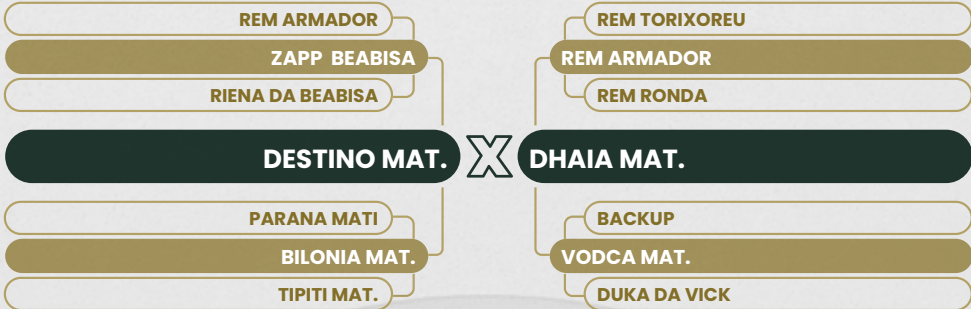 REM ARMADOR
ZAPP BEABISA
RIENA DA BEABISA
DESTINO MAT.
PARANA MATI
BILONIA MAT.
TIPITI MAT.
X
REM TORIXOREU
REM ARMADOR
REM RONDA
DHAIA MAT.
BACKUP
VODCA MAT.
DUKA DA VICK